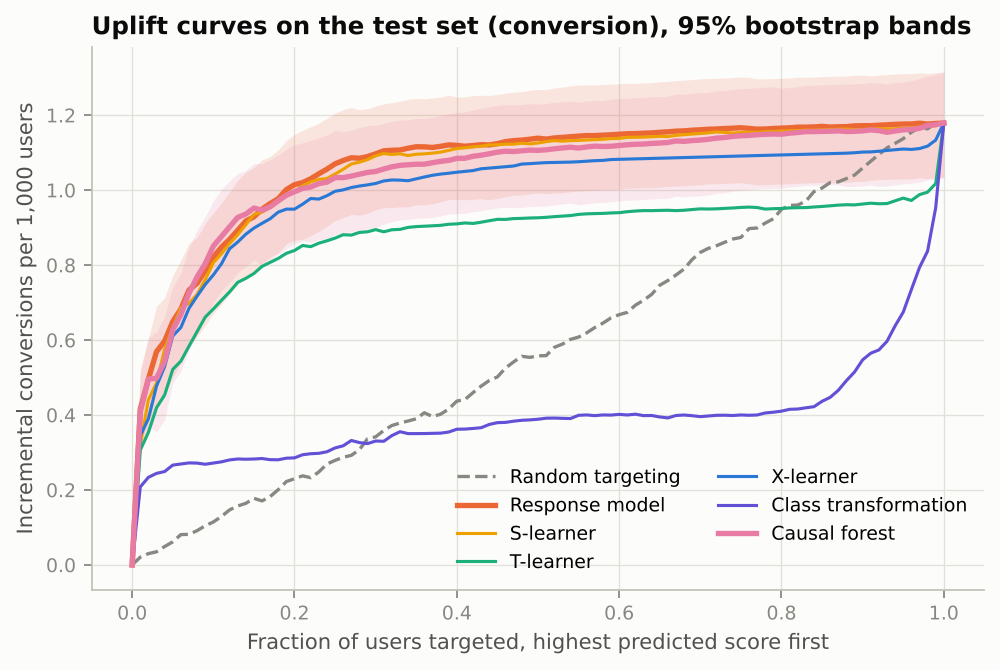 Uplift curves on the test set (conversion), 95% bootstrap bands
Incremental conversions per 1,000 users
1.2
1.0
0.8
0.6
0.4
0.2
0.0
Random targeting
Response model
S-learner
T-learner
X-learner
Class transformation
Causal forest
0.0
0.2
0.4
0.6
0.8
1.0
Fraction of users targeted, highest predicted score first